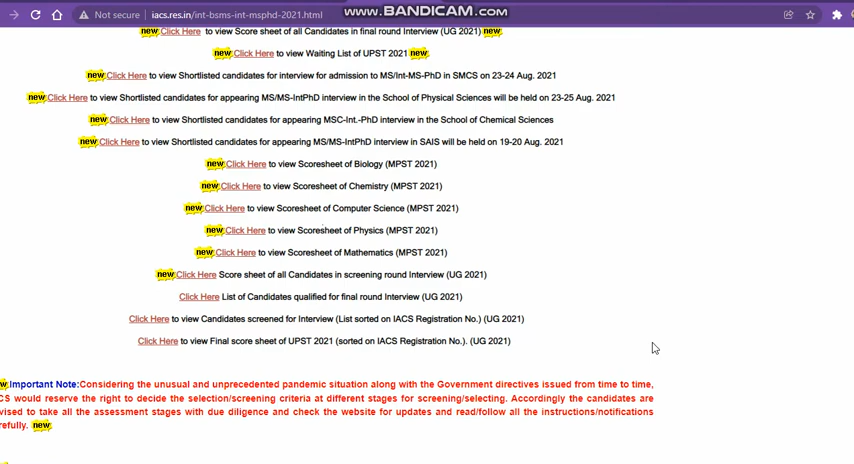 Not secure | iacs.res.in/int-bsms-int-msphd-2021.html
www.BANDICAM.com
new Click Here to view Score sheet of all Candidates in final round Interview (UG 2021) new
new Click Here to view Waiting List of UPST 2021 new
new Click Here to view Shortlisted candidates for interview for admission to MS/Int-MS-PhD in SMCS on 23-24 Aug. 2021
new Click Here to view Shortlisted candidates for appearing MS/MS-IntPhD interview in the School of Physical Sciences will be held on 23-25 Aug. 2021
new Click Here to view Shortlisted candidates for appearing MSC-Int.-PhD interview in the School of Chemical Sciences
new Click Here to view Shortlisted candidates for appearing MS/MS-IntPhD interview in SAIS will be held on 19-20 Aug. 2021
new Click Here to view Scoresheet of Biology (MPST 2021)
new Click Here to view Scoresheet of Chemistry (MPST 2021)
new Click Here to view Scoresheet of Computer Science (MPST 2021)
new Click Here to view Scoresheet of Physics (MPST 2021)
new Click Here to view Scoresheet of Mathematics (MPST 2021)
new Click Here Score sheet of all Candidates in screening round Interview (UG 2021)
Click Here List of Candidates qualified for final round Interview (UG 2021)
Click Here to view Candidates screened for Interview (List sorted on IACS Registration No.) (UG 2021)
Click Here to view Final score sheet of UPST 2021 (sorted on IACS Registration No.). (UG 2021)
w Important Note:Considering the unusual and unprecedented pandemic situation along with the Government directives issued from time to time,
CS would reserve the right to decide the selection/screening criteria at different stages for screening/selecting. Accordingly the candidates are
vised to take all the assessment stages with due diligence and check the website for updates and read/follow all the instructions/notifications
refully. new